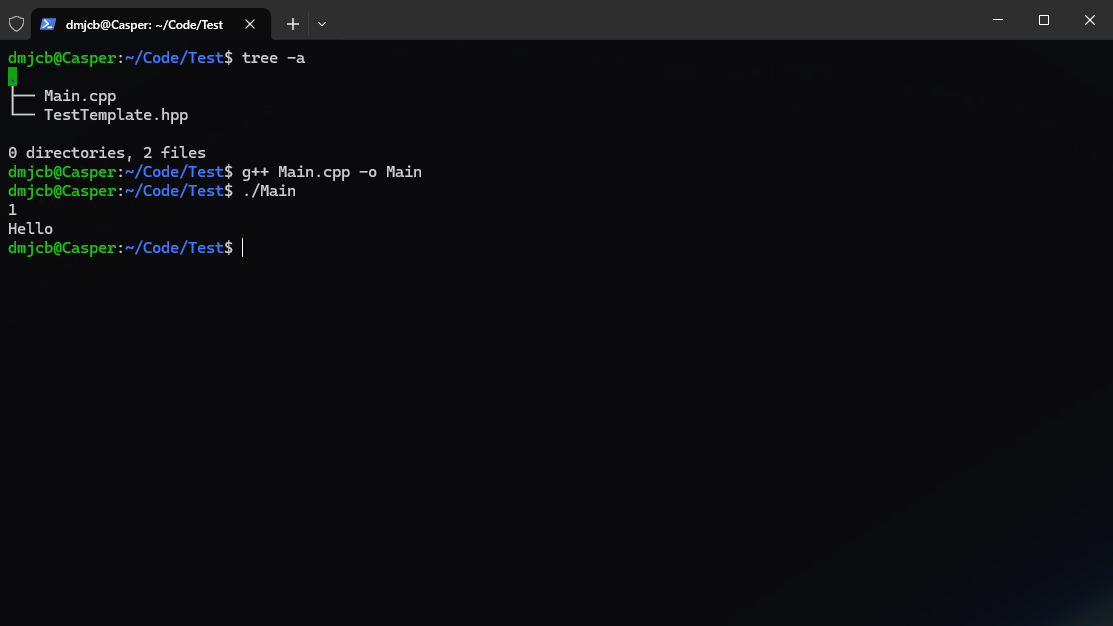 dmjcb@Casper: ~/Code/Test
dmjcb@Casper:~/Code/Test$ tree -a
.
├── Main.cpp
└── TestTemplate.hpp
0 directories, 2 files
dmjcb@Casper:~/Code/Test$ g++ Main.cpp -o Main
dmjcb@Casper:~/Code/Test$ ./Main
1
Hello
dmjcb@Casper:~/Code/Test$